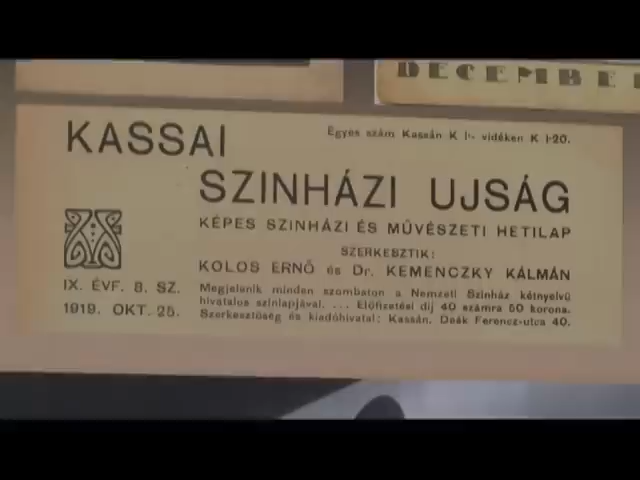 DECEMBE
KASSAI
Egyes szám Kassán K 1·- vidéken K 1·20.
SZINHÁZI UJSÁG
KÉPES SZINHÁZI ÉS MŰVÉSZETI HETILAP
SZERKESZTIK:
KOLOS ERNŐ és Dr. KEMENCZKY KÁLMÁN
IX. ÉVF. 8. SZ.
1919. OKT. 25.
Megjelenik minden szombaton a Nemzeti Szinház kétnyelvű
hivatalos szinlapjával. ... Előfizetési díj 40 számra 50 korona.
Szerkesztőség és kiadóhivatal: Kassán, Deák Ferencz-utca 40.